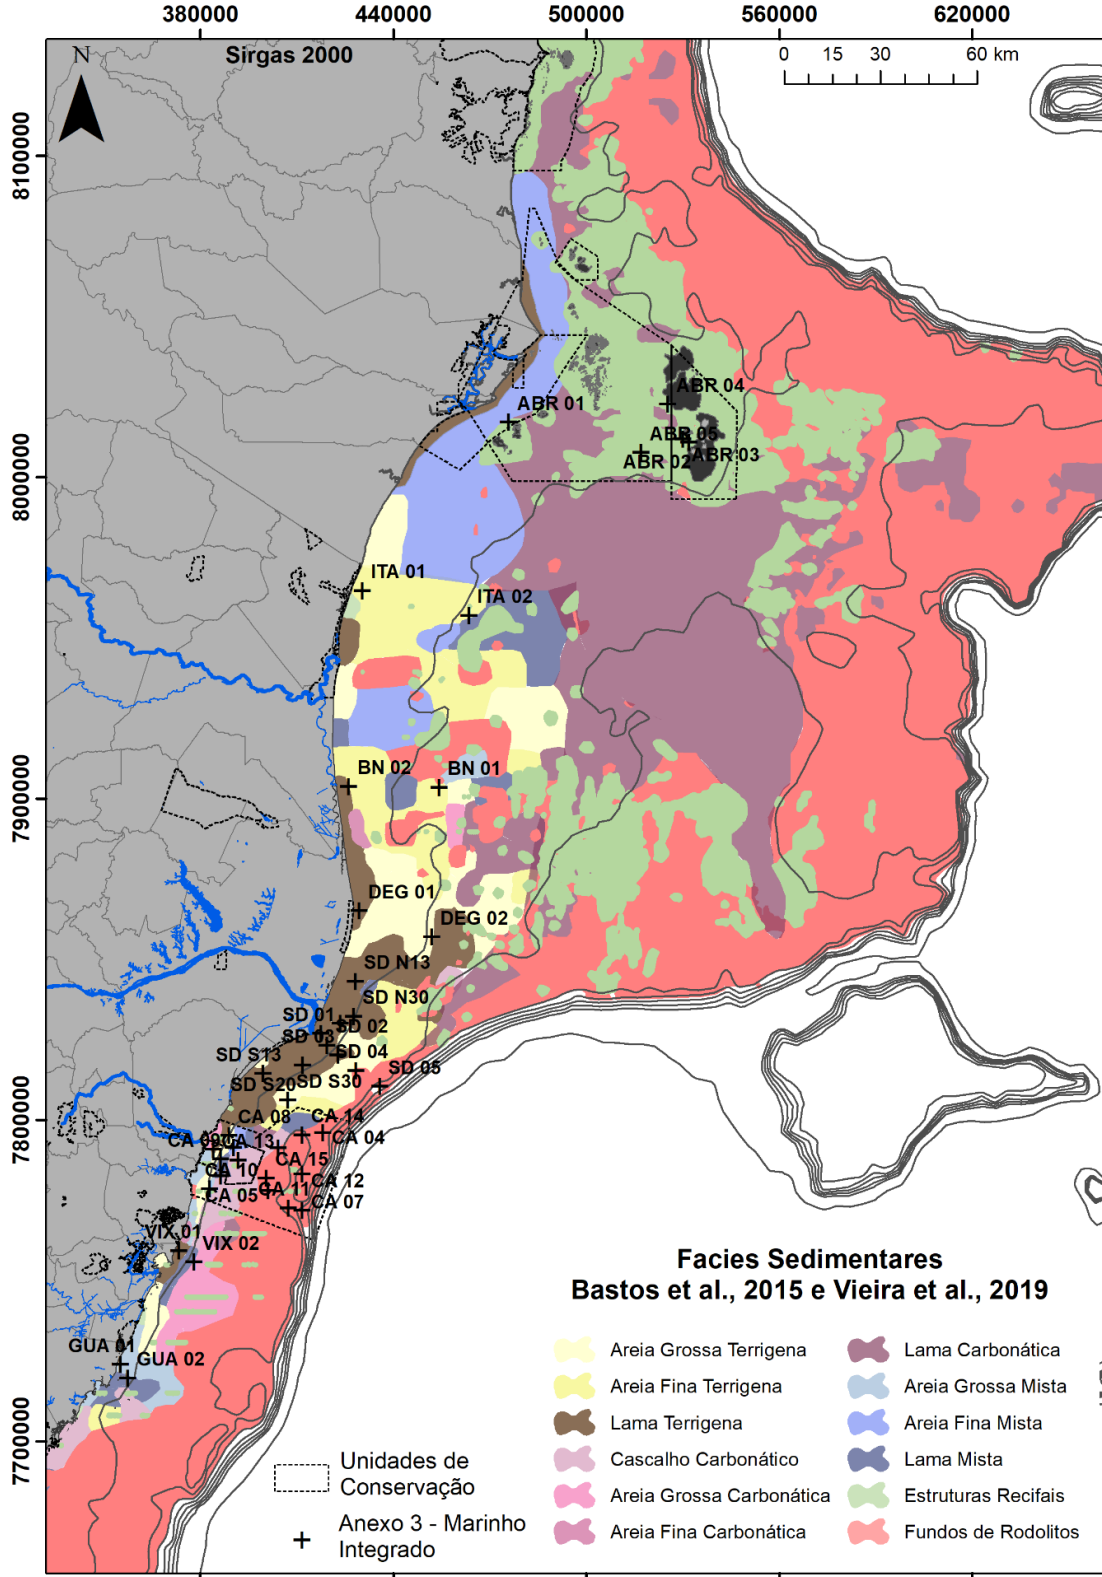 380000 440000 500000 560000 620000
N
Sirgas 2000
0 15 30 60 km
8100000
8000000
7900000
7800000
7700000
ABR 04
ABR 01
ABR 05
ABR 03
ABR 02
ITA 01
ITA 02
BN 02
BN 01
DEG 01
DEG 02
SD N13
SD N30
SD 01
SD 02
SD 03
SD 04
SD S13
SD 05
SD S20
SD S30
CA 08
CA 14
CA 04
CA 09
CA 13
CA 15
CA 10
CA 12
CA 05
CA 11
CA 07
VIX 01
VIX 02
GUA 01
GUA 02
Facies Sedimentares
Bastos et al., 2015 e Vieira et al., 2019
Areia Grossa Terrigena
Areia Fina Terrigena
Lama Terrigena
Cascalho Carbonático
Areia Grossa Carbonática
Areia Fina Carbonática
Lama Carbonática
Areia Grossa Mista
Areia Fina Mista
Lama Mista
Estruturas Recifais
Fundos de Rodolitos
Unidades de
Conservação
Anexo 3 - Marinho
Integrado